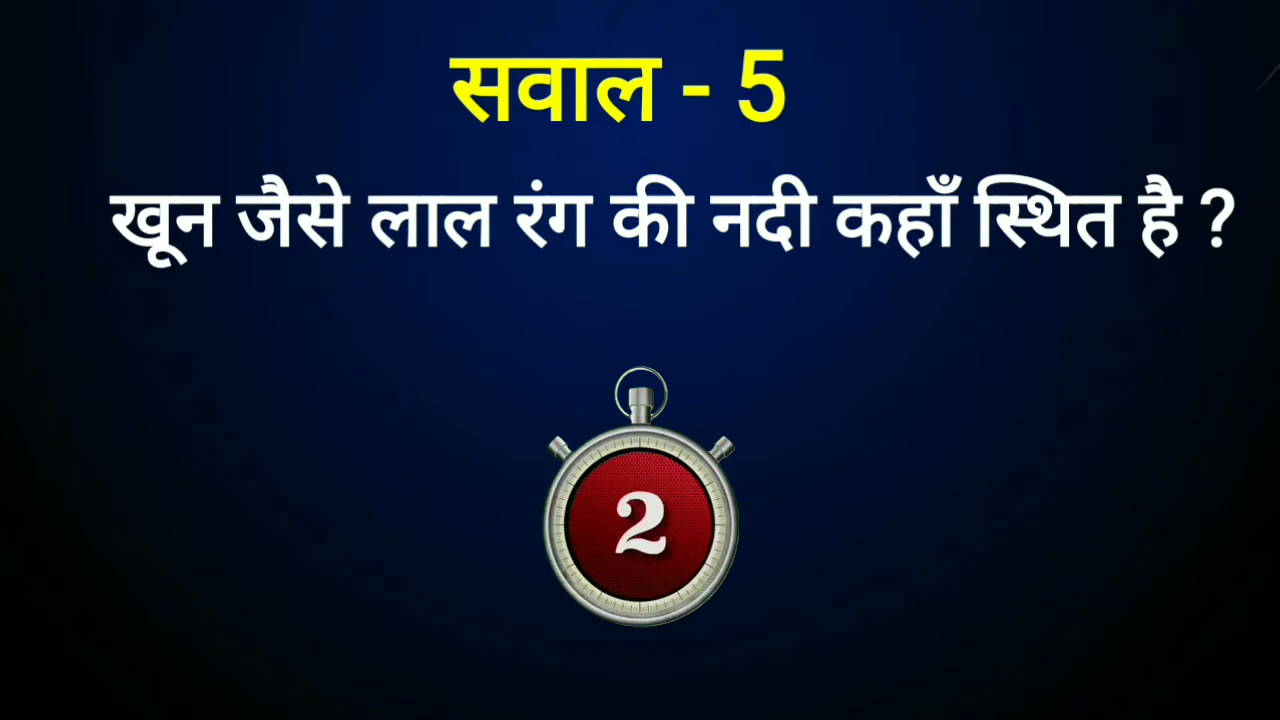 सवाल - 5
खून जैसे लाल रंग की नदी कहाँ स्थित है ?
2